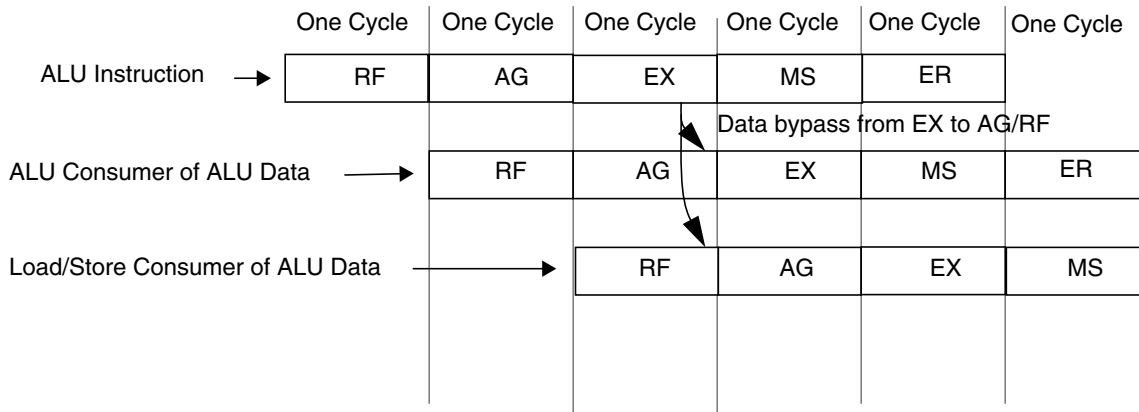 One Cycle One Cycle One Cycle One Cycle One Cycle One Cycle
ALU Instruction RF AG EX MS ER
Data bypass from EX to AG/RF
ALU Consumer of ALU Data RF AG EX MS ER
Load/Store Consumer of ALU Data RF AG EX MS